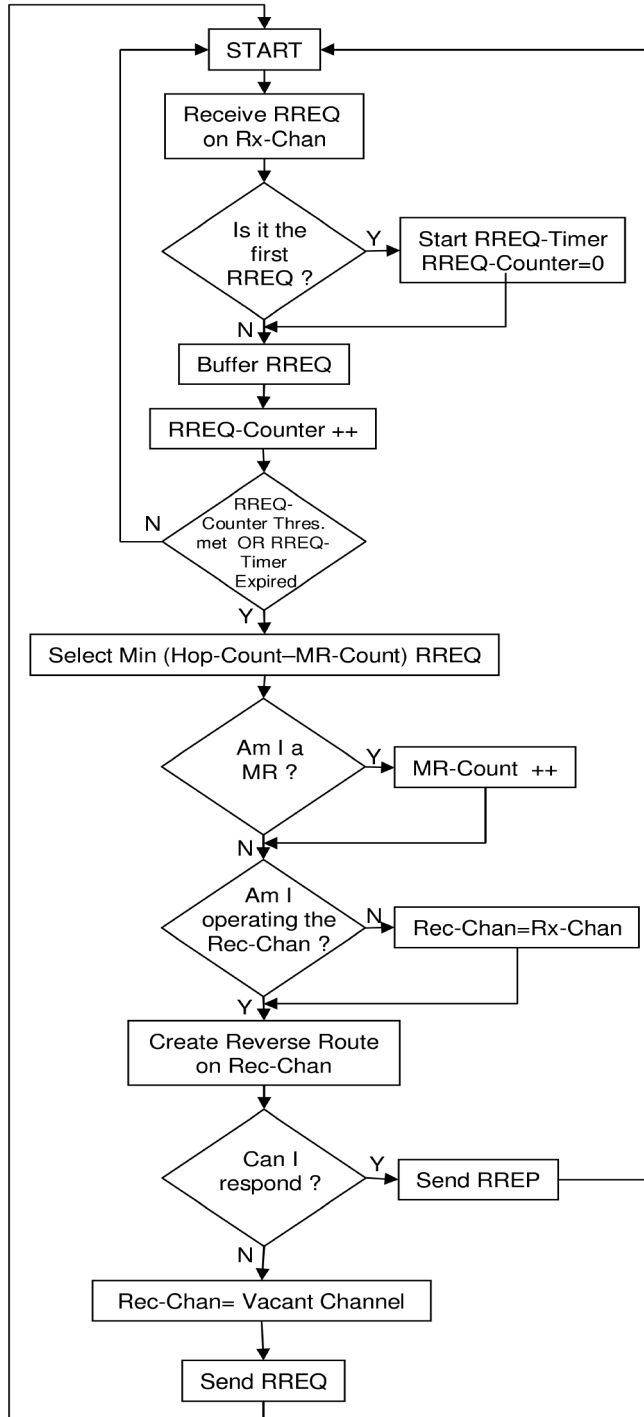 START
Receive RREQ
on Rx-Chan
Is it the
first
RREQ ?
Y
Start RREQ-Timer
RREQ-Counter=0
N
Buffer RREQ
RREQ-Counter ++
RREQ-
Counter Thres.
met OR RREQ-
Timer
Expired
N
Y
Select Min (Hop-Count–MR-Count) RREQ
Am I a
MR ?
Y
MR-Count ++
N
Am I
operating the
Rec-Chan ?
N
Rec-Chan=Rx-Chan
Y
Create Reverse Route
on Rec-Chan
Can I
respond ?
Y
Send RREP
N
Rec-Chan= Vacant Channel
Send RREQ